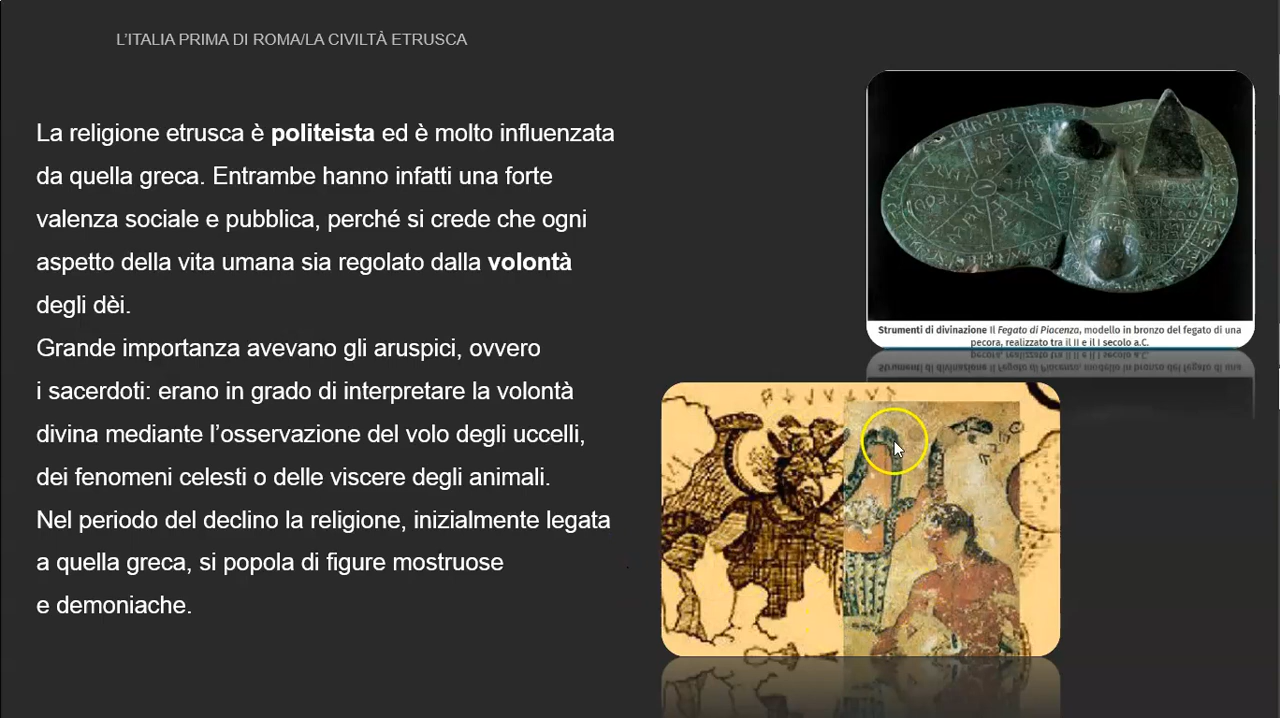 L'ITALIA PRIMA DI ROMA/LA CIVILTÀ ETRUSCA
La religione etrusca è politeista ed è molto influenzata
da quella greca. Entrambe hanno infatti una forte
valenza sociale e pubblica, perché si crede che ogni
aspetto della vita umana sia regolato dalla volontà
degli dèi.
Grande importanza avevano gli aruspici, ovvero
i sacerdoti: erano in grado di interpretare la volontà
divina mediante l'osservazione del volo degli uccelli,
dei fenomeni celesti o delle viscere degli animali.
Nel periodo del declino la religione, inizialmente legata
a quella greca, si popola di figure mostruose
e demoniache.
Strumenti di divinazione Il Fegato di Piacenza, modello in bronzo del fegato di una
pecora, realizzato tra il II e il I secolo a.C.